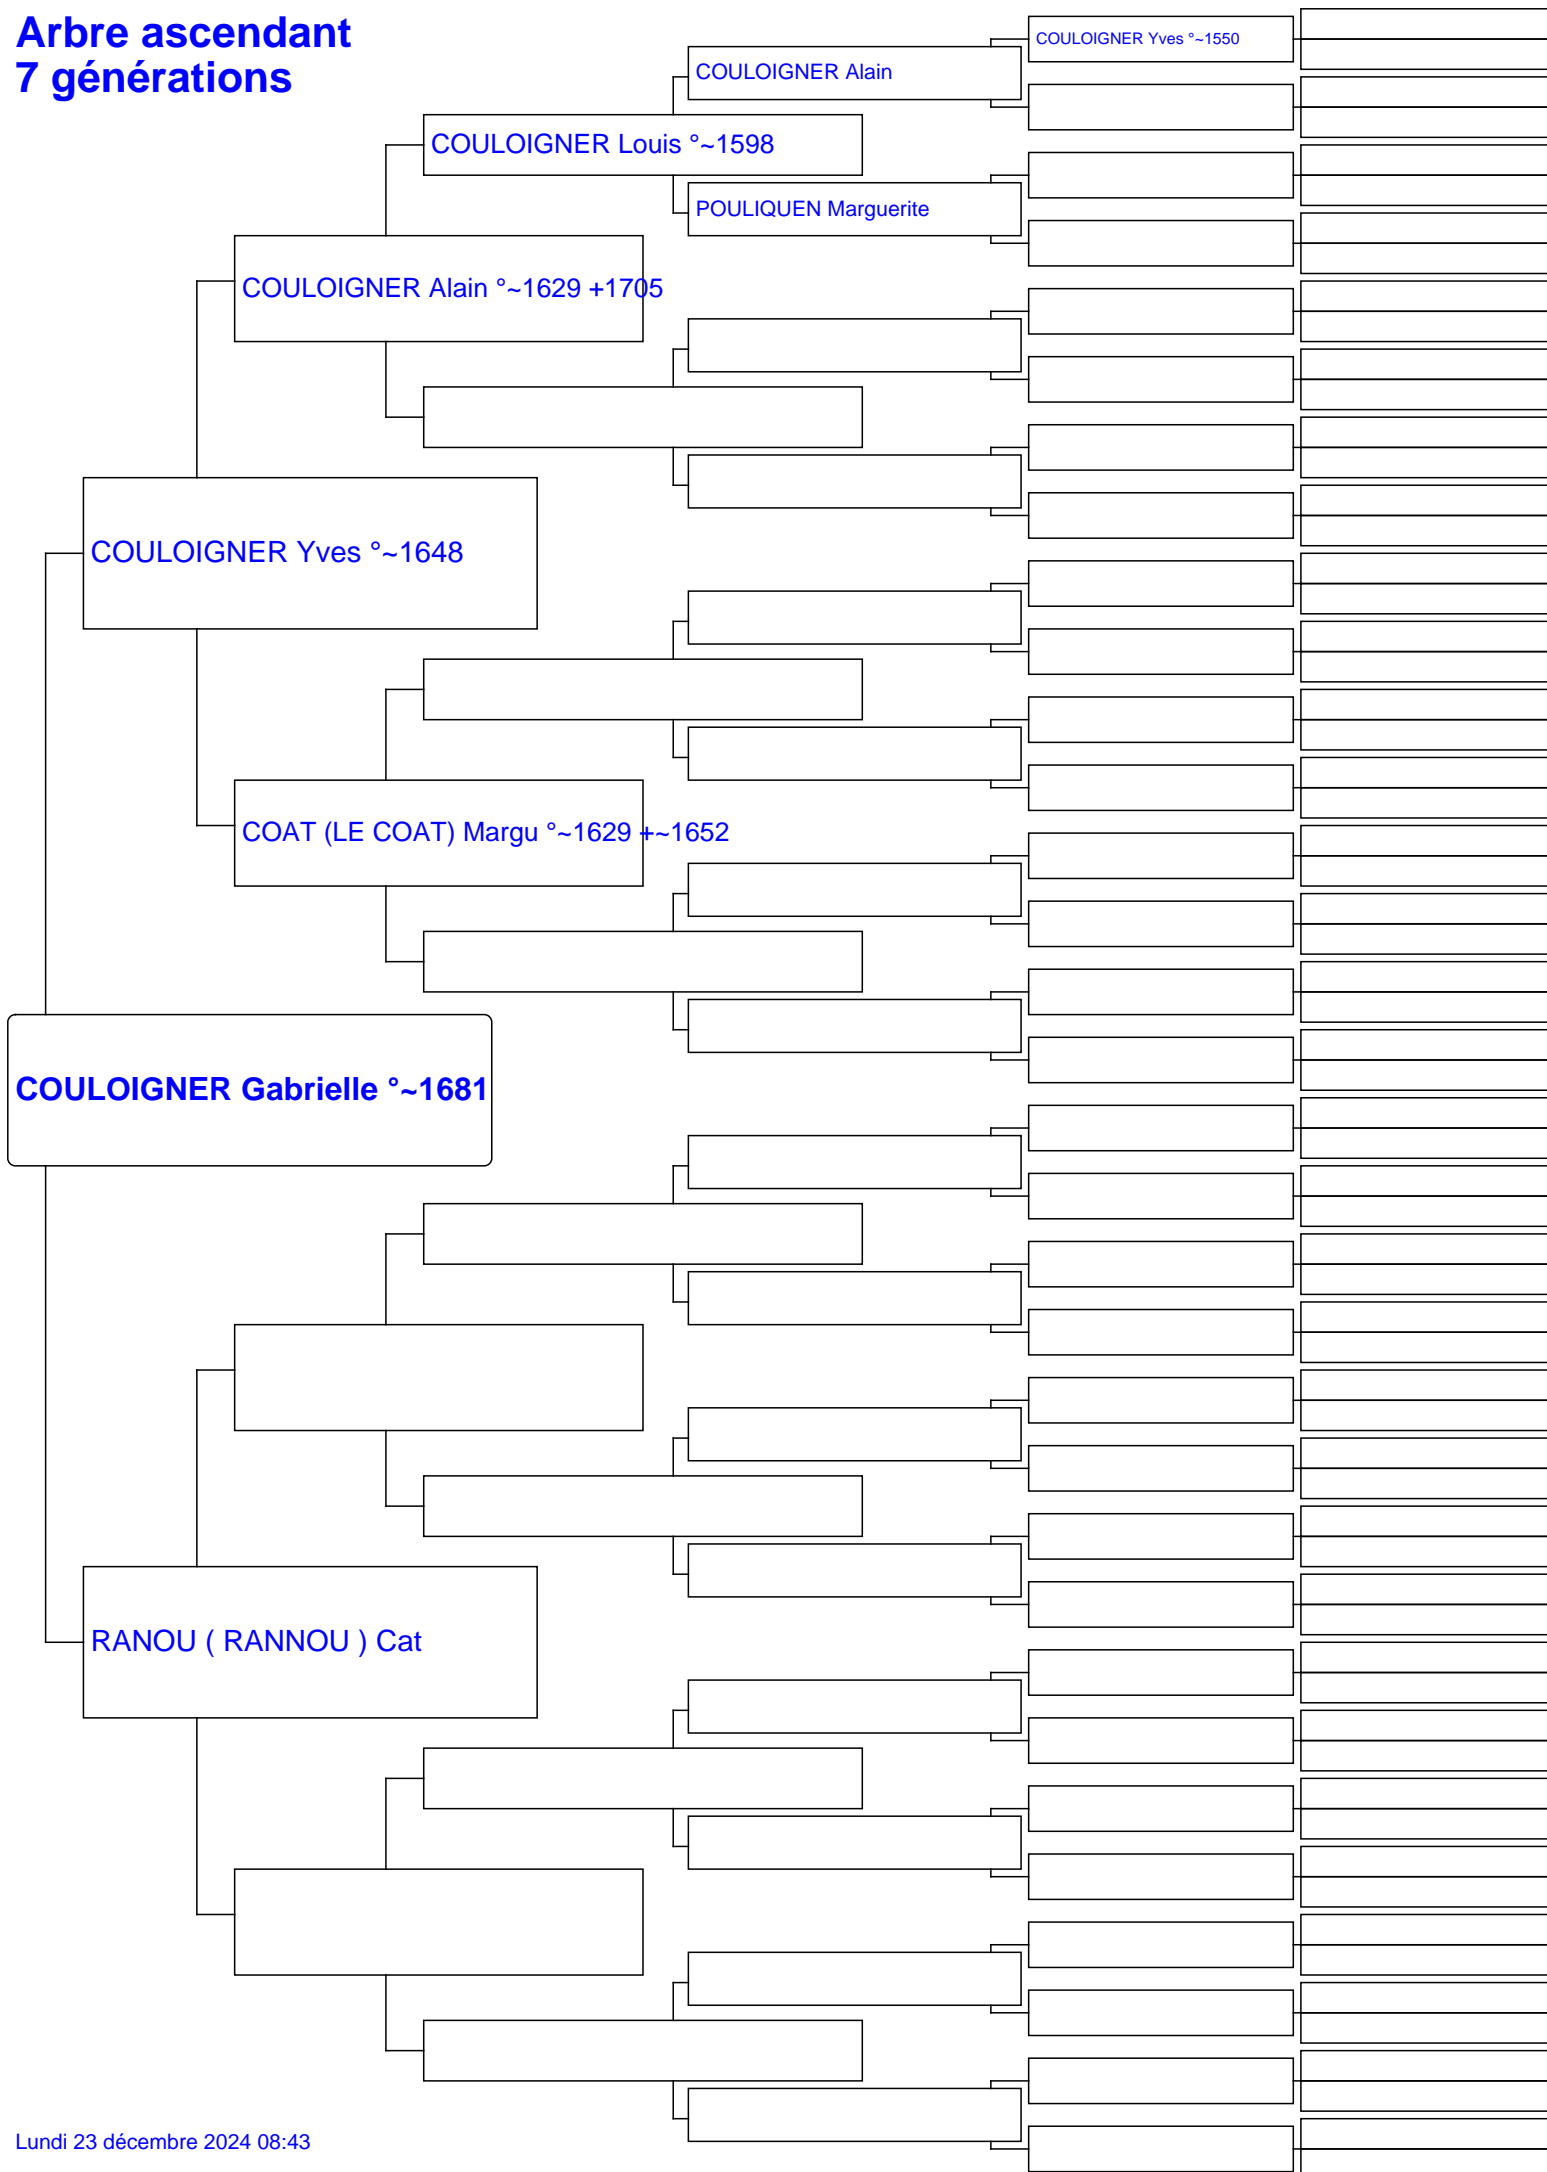 Arbre ascendant
7 générations
COULOIGNER Yves °~1550
COULOIGNER Alain
COULOIGNER Louis °~1598
POULIQUEN Marguerite
COULOIGNER Alain °~1629 +1705
COULOIGNER Yves °~1648
COAT (LE COAT) Margu °~1629 +~1652
COULOIGNER Gabrielle °~1681
RANOU ( RANNOU ) Cat
Lundi 23 décembre 2024 08:43